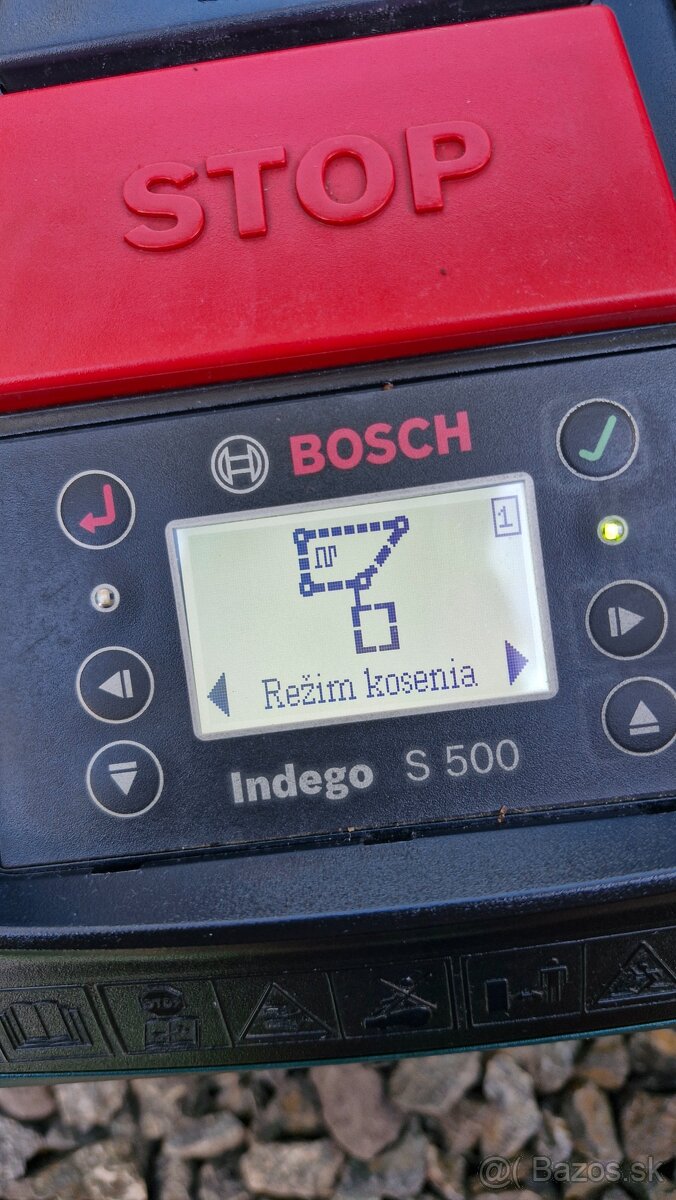 STOP
BOSCH
1
Režim kosenia
Indego S 500
@( Bazos.sk